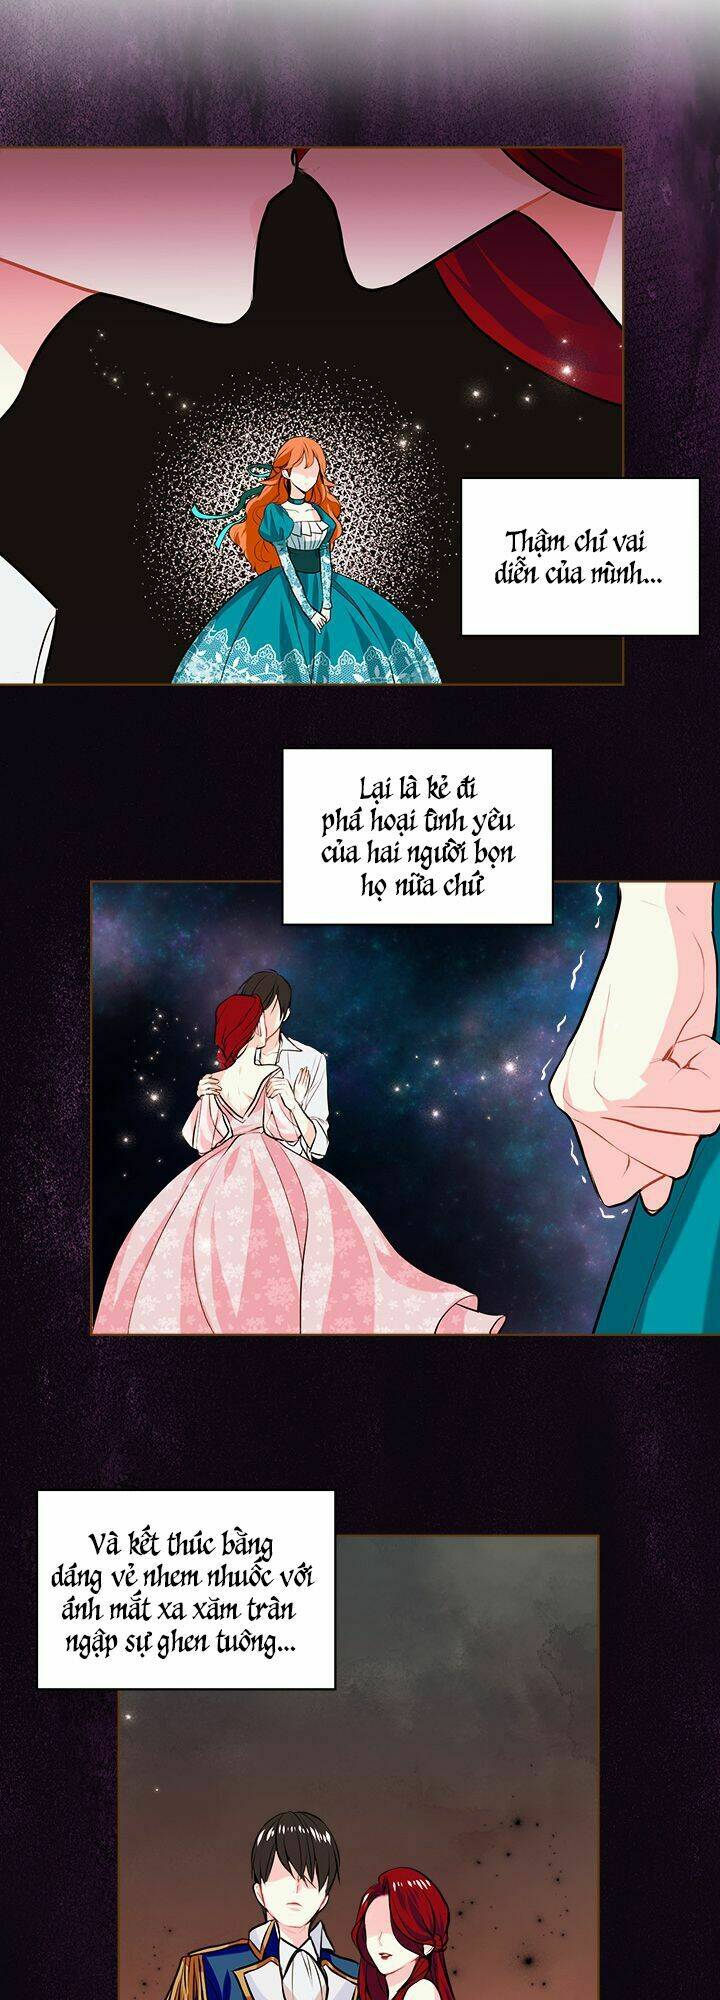 Thậm chí vai
diễn của mình...
Lại là kẻ đi
phá hoại tình yêu
của hai người bọn
họ nữa chứ
Và kết thúc bằng
dáng vẻ nhem nhuốc với
ánh mắt xa xăm tràn
ngập sự ghen tuông...